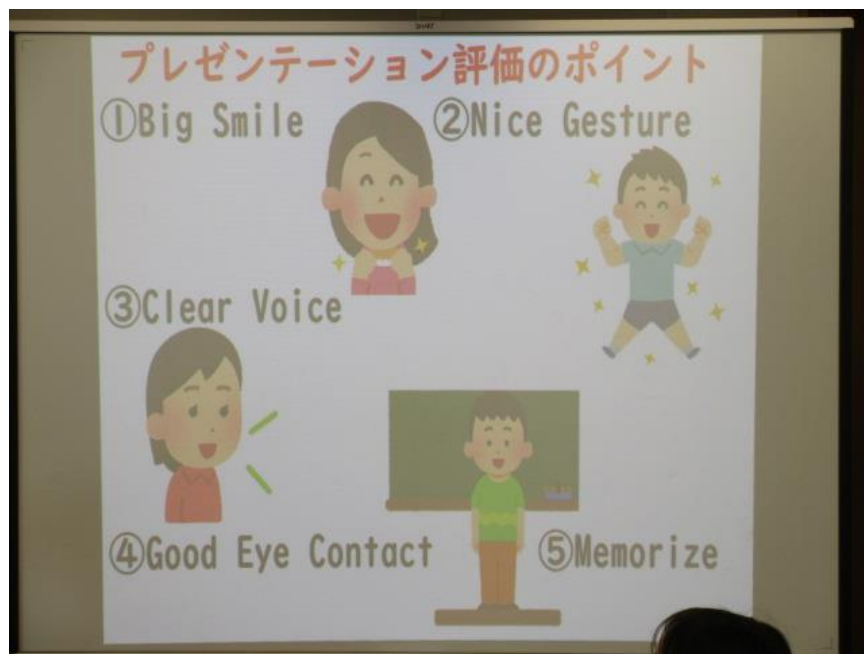 SMART
プレゼンテーション評価のポイント
①Big Smile
②Nice Gesture
③Clear Voice
④Good Eye Contact
⑤Memorize